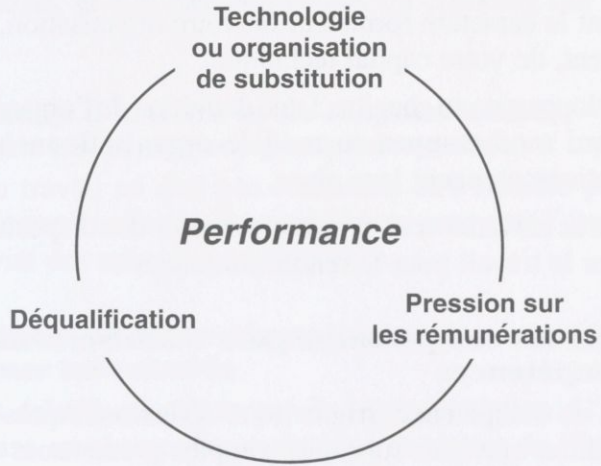 Technologie
ou organisation
de substitution
Performance
Déqualification
Pression sur
les rémunérations